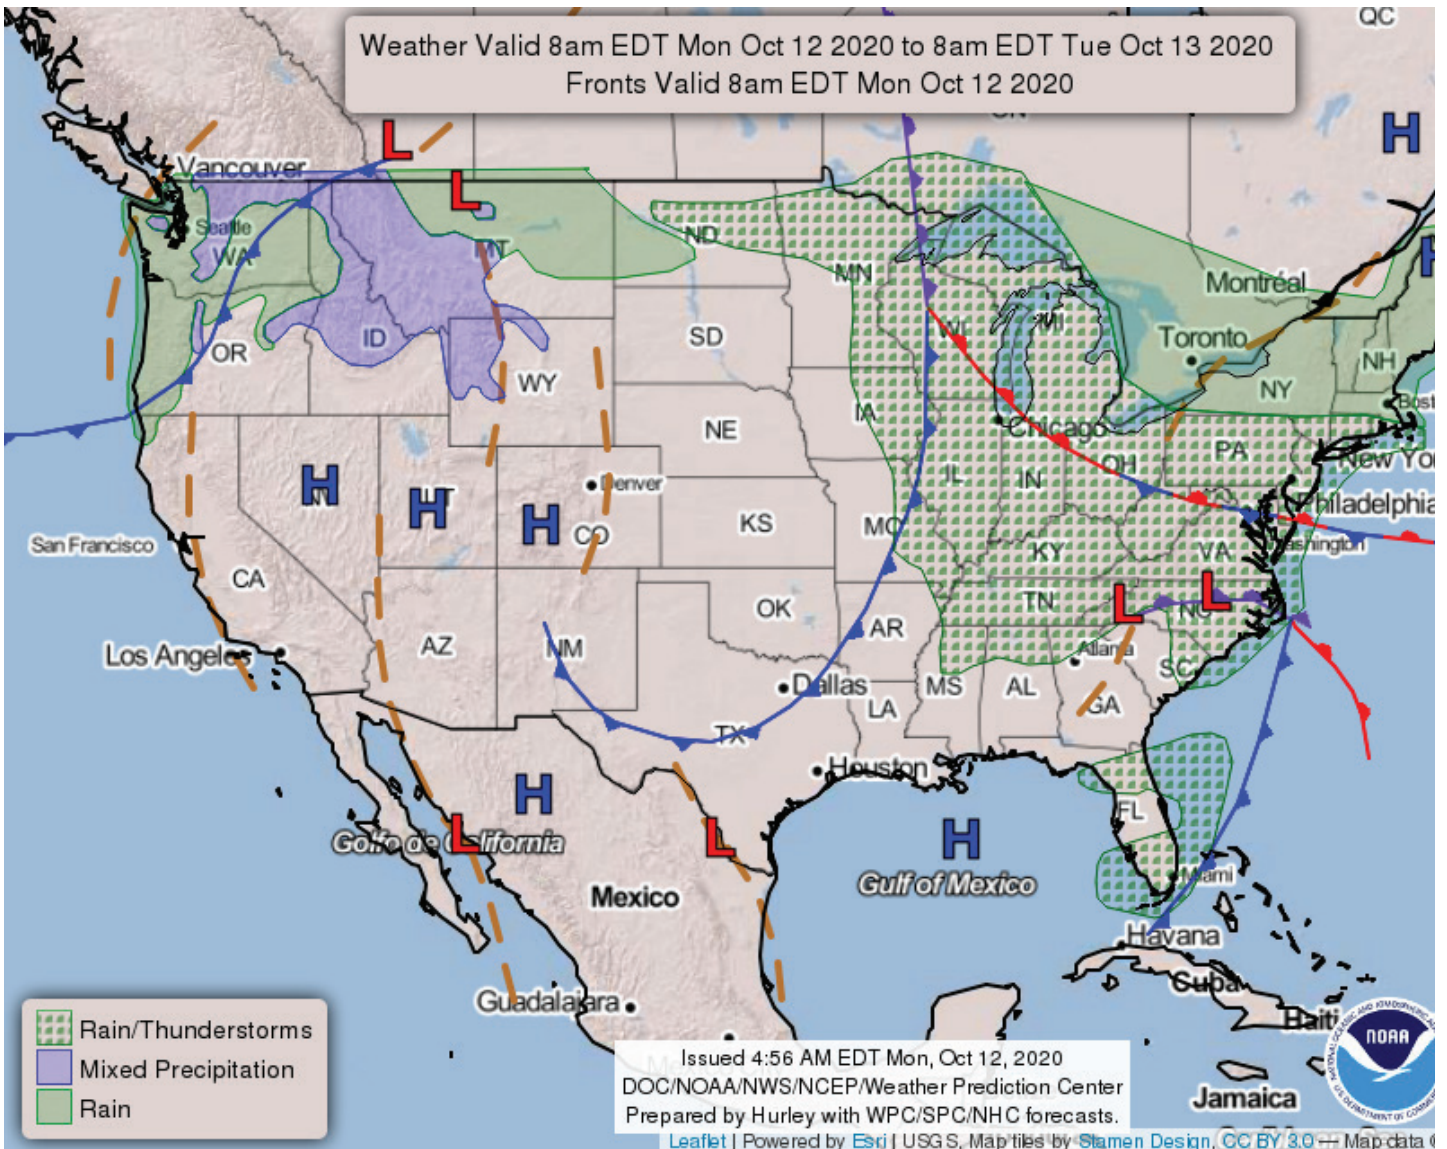 Weather Valid 8am EDT Mon Oct 12 2020 to 8am EDT Tue Oct 13 2020
Fronts Valid 8am EDT Mon Oct 12 2020
QC
H
L
Vancouver
L
Seattle
WA
MT
ND
MN
Montréal
H
OR
ID
SD
WI
MI
Toronto
NH
WY
NY
IA
NE
Chicago
Bost
OH
PA
New Yor
H
H
H
Denver
IL
IN
Philadelphia
San Francisco
CO
KS
MO
KY
VA
Washington
CA
OK
TN
L
L
NC
Los Angeles
AZ
NM
AR
Atlanta
Dallas
MS
AL
SC
LA
GA
TX
Houston
H
FL
L
Golfo de California
L
H
Gulf of Mexico
Miami
Mexico
Havana
Cuba
Guadalajara
Haiti
Rain/Thunderstorms
Mixed Precipitation
Rain
NOAA
Mexico City
Issued 4:56 AM EDT Mon, Oct 12, 2020
DOC/NOAA/NWS/NCEP/Weather Prediction Center
Prepared by Hurley with WPC/SPC/NHC forecasts.
Jamaica
Leaflet | Powered by Esri | USGS, Map tiles by Stamen Design, CC BY 3.0 — Map data ©